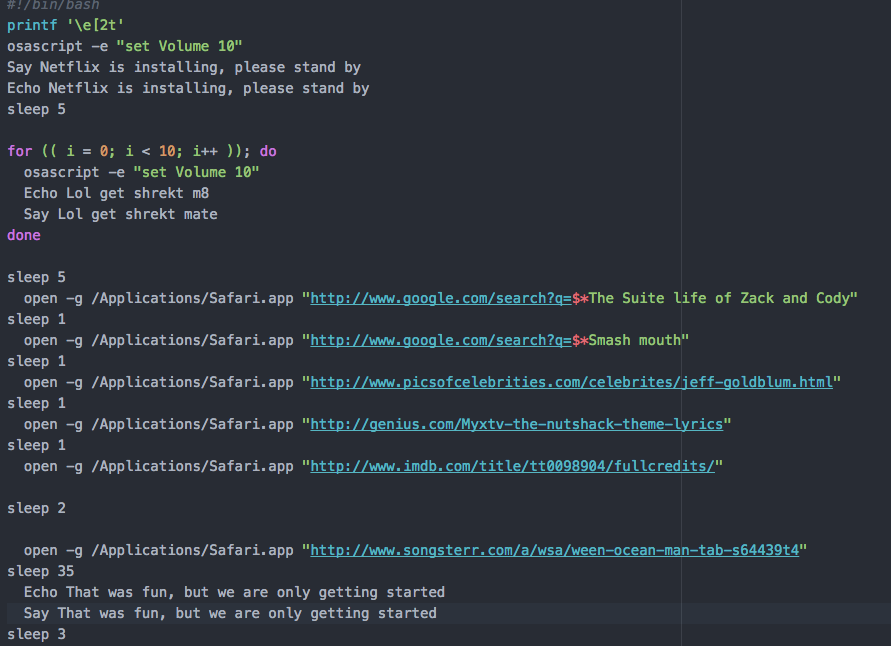 #!/bin/bash
printf '\e[2t'
osascript -e "set Volume 10"
Say Netflix is installing, please stand by
Echo Netflix is installing, please stand by
sleep 5

for (( i = 0; i < 10; i++ )); do
  osascript -e "set Volume 10"
  Echo Lol get shrekt m8
  Say Lol get shrekt mate
done

sleep 5
  open -g /Applications/Safari.app "http://www.google.com/search?q=$*The Suite life of Zack and Cody"
sleep 1
  open -g /Applications/Safari.app "http://www.google.com/search?q=$*Smash mouth"
sleep 1
  open -g /Applications/Safari.app "http://www.picsofcelebrities.com/celebrites/jeff-goldblum.html"
sleep 1
  open -g /Applications/Safari.app "http://genius.com/Myxtv-the-nutshack-theme-lyrics"
sleep 1
  open -g /Applications/Safari.app "http://www.imdb.com/title/tt0098904/fullcredits/"

sleep 2

  open -g /Applications/Safari.app "http://www.songsterr.com/a/wsa/ween-ocean-man-tab-s64439t4"
sleep 35
  Echo That was fun, but we are only getting started
  Say That was fun, but we are only getting started
sleep 3